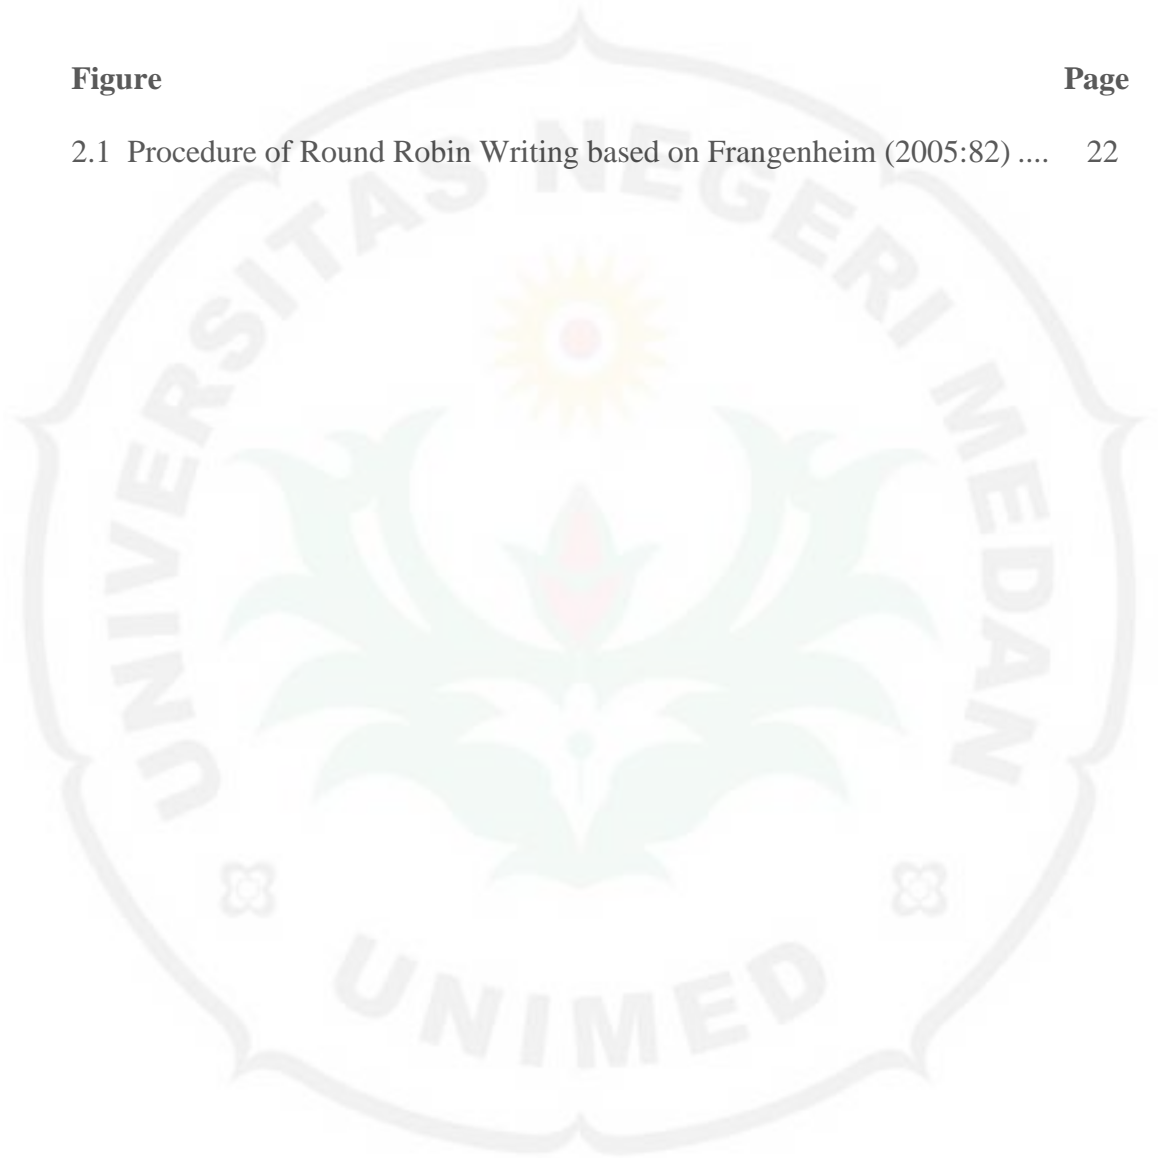 Figure Page
2.1 Procedure of Round Robin Writing based on Frangenheim (2005:82) .... 22
UNIVERSITAS NEGERI MEDAN
UNIMED